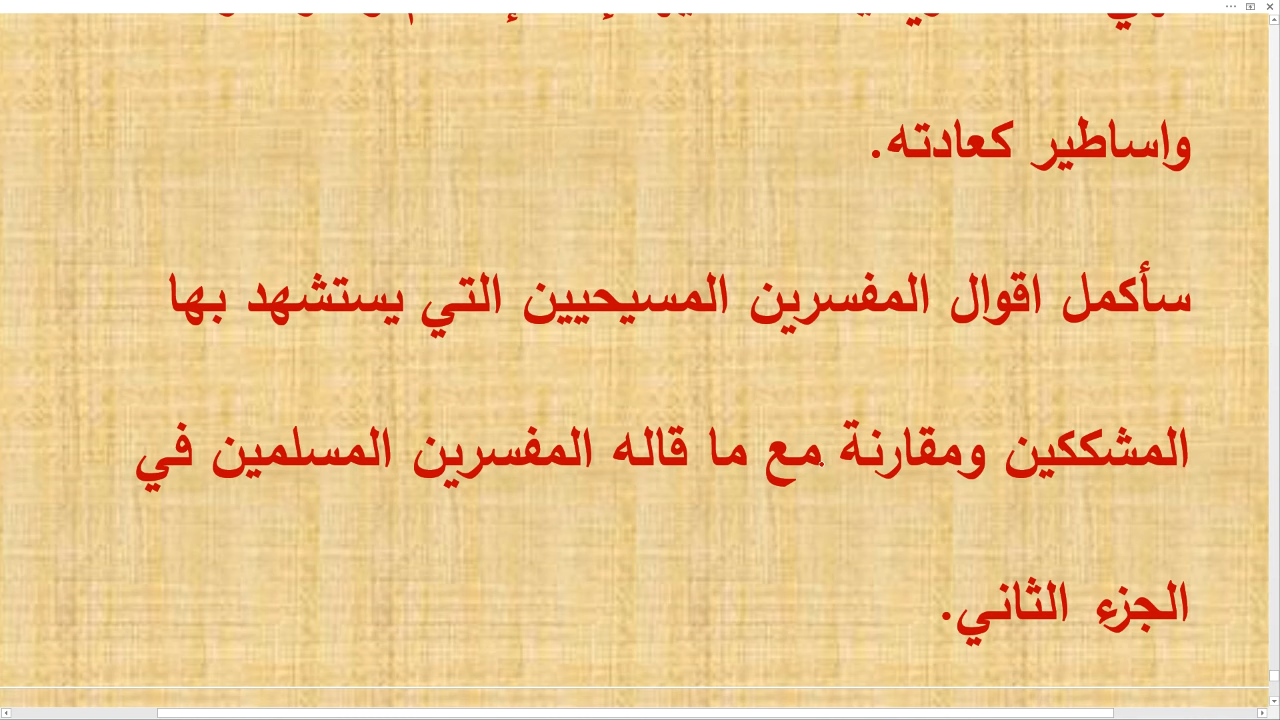 واساطير كعادته.
سأكمل اقوال المفسرين المسيحيين التي يستشهد بها
المشككين ومقارنة مع ما قاله المفسرين المسلمين في
الجزء الثاني.